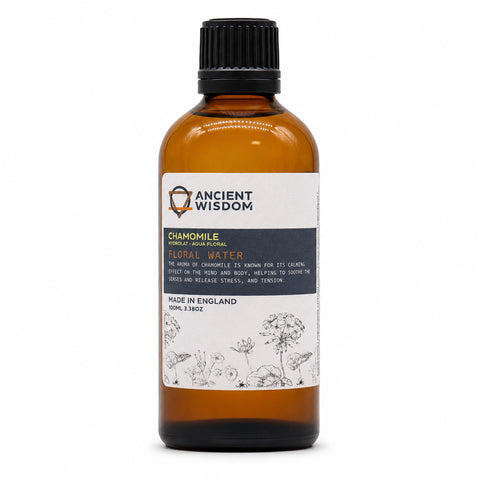 ANCIENT
WISDOM
CHAMOMILE
HYDROLAT - AGUA FLORAL
FLORAL WATER
THE AROMA OF CHAMOMILE IS KNOWN FOR ITS CALMING
EFFECT ON THE MIND AND BODY, HELPING TO SOOTHE THE
SENSES AND RELEASE STRESS, AND TENSION.
MADE IN ENGLAND
100ML 3.38OZ